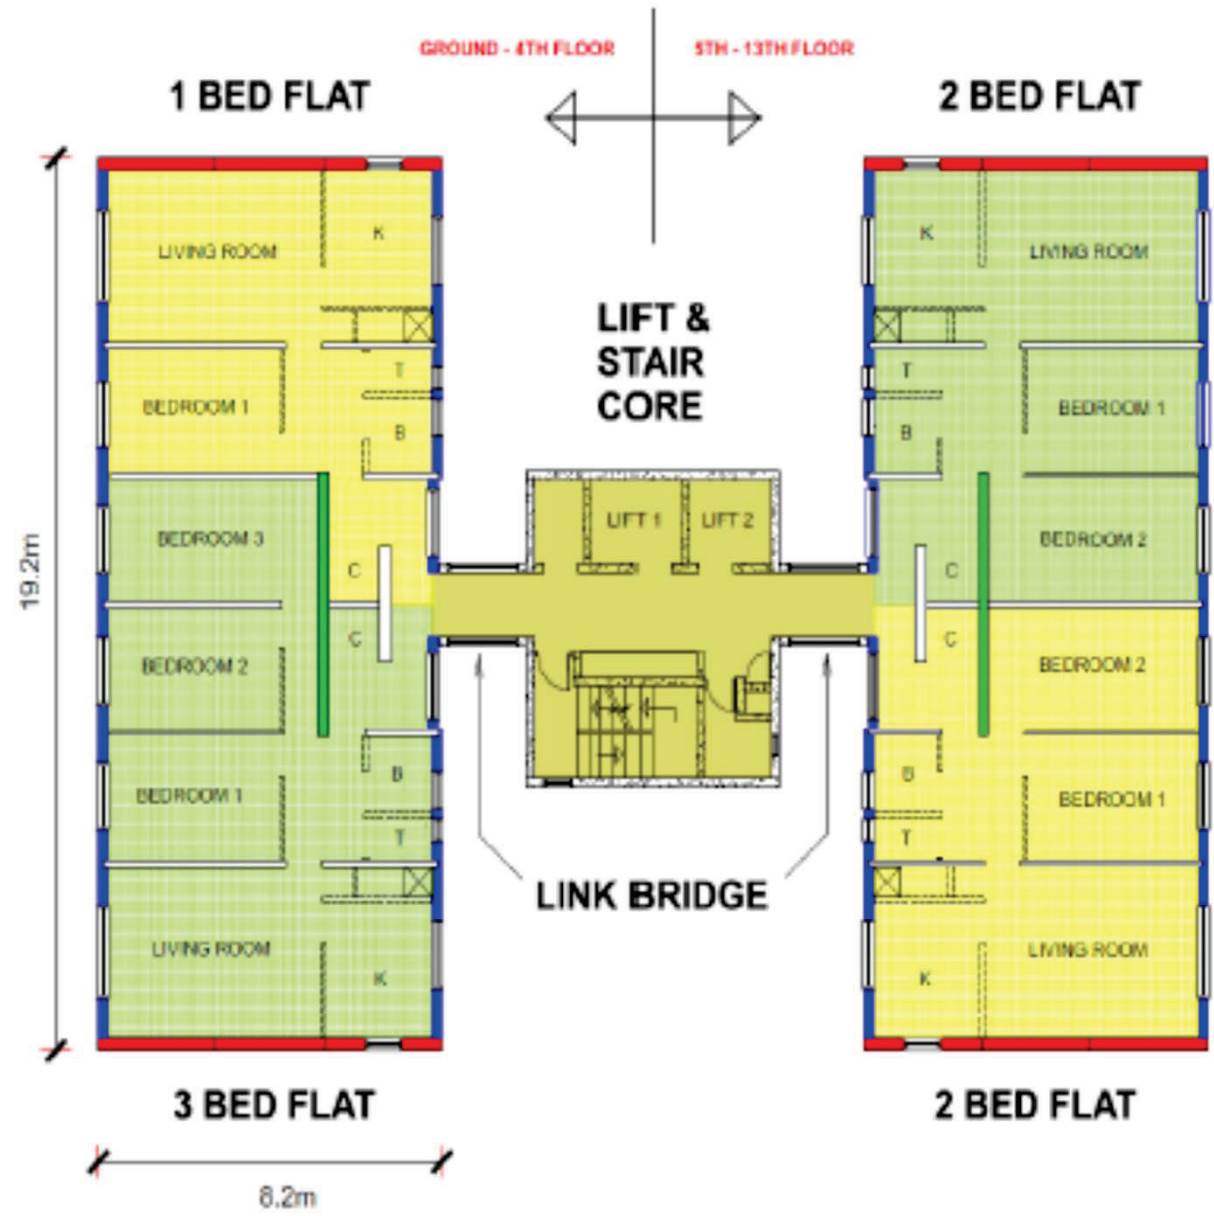 GROUND - 4TH FLOOR
5TH - 13TH FLOOR
1 BED FLAT
2 BED FLAT
LIVING ROOM
K
K
LIVING ROOM
LIFT &
STAIR
CORE
T
T
BEDROOM 1
BEDROOM 1
B
B
LIFT 1
LIFT 2
BEDROOM 3
BEDROOM 2
C
C
19.2m
C
C
BEDROOM 2
BEDROOM 2
B
B
BEDROOM 1
BEDROOM 1
T
T
LINK BRIDGE
LIVING ROOM
LIVING ROOM
K
K
3 BED FLAT
2 BED FLAT
8.2m